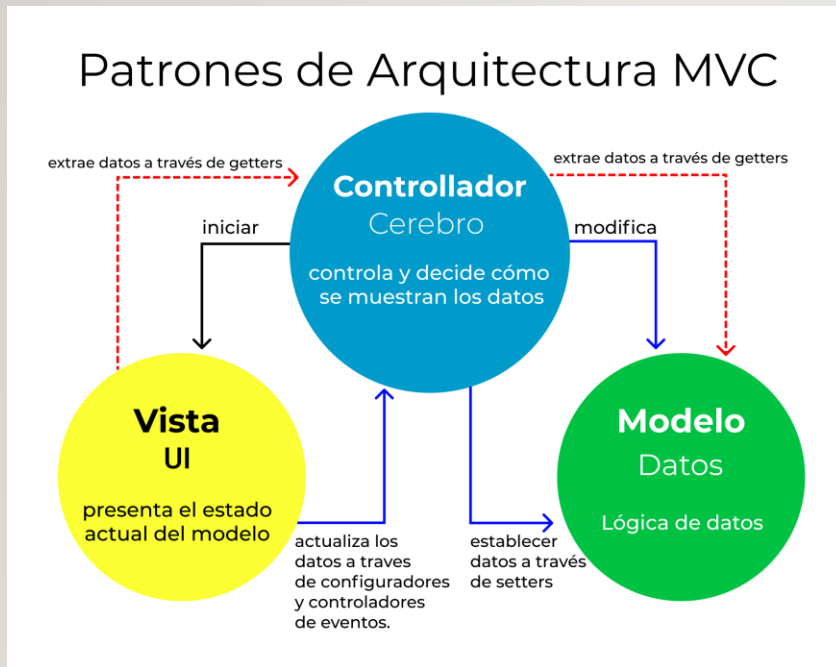 Patrones de Arquitectura MVC
extrae datos a través de getters
extrae datos a través de getters
Controllador
Cerebro
controla y decide cómo
se muestran los datos
iniciar
modifica
Vista
UI
presenta el estado
actual del modelo
Modelo
Datos
Lógica de datos
actualiza los
datos a traves
de configuradores
y controladores
de eventos.
establecer
datos a través
de setters